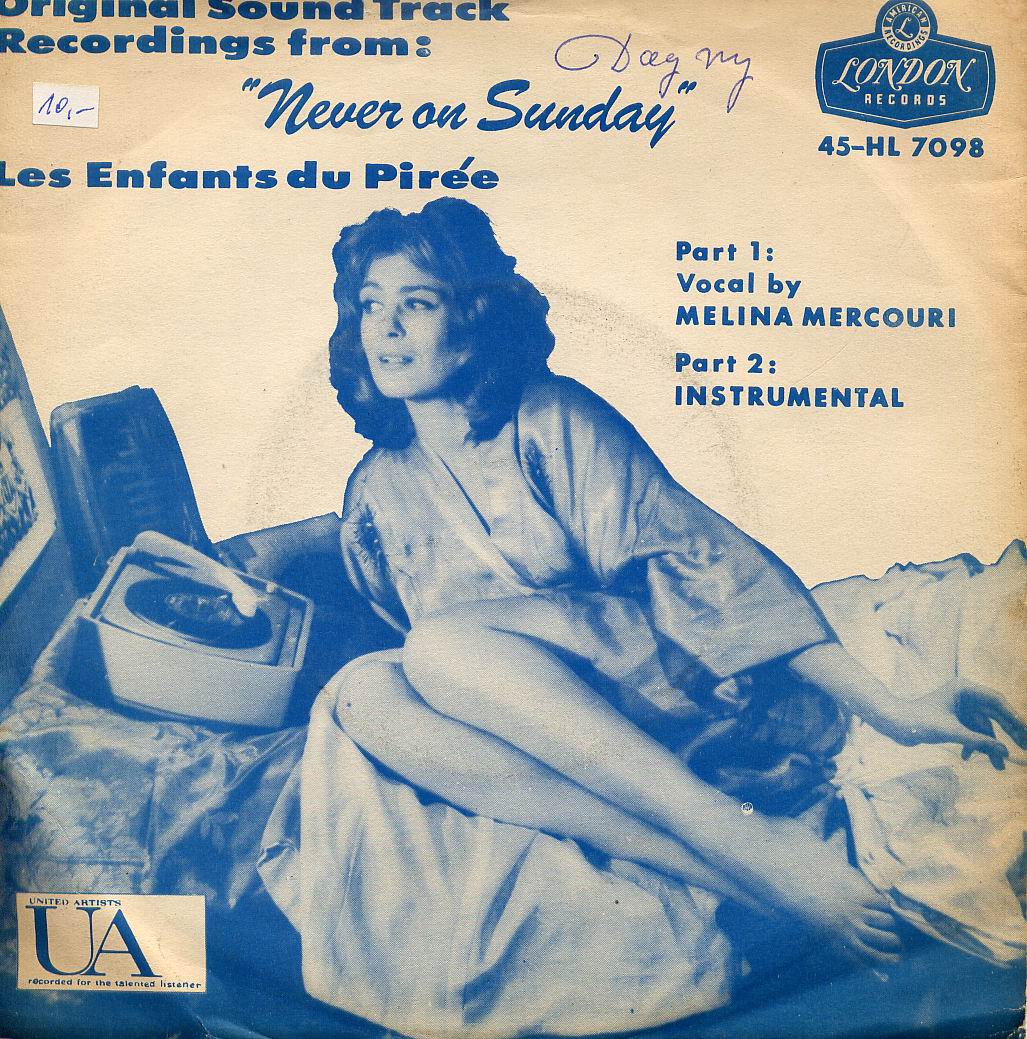 Original Sound Track
Recordings from:
"Never on Sunday"
Les Enfants du Pirée
10,-
Dagny
AMERICAN RECORDINGS
L
LONDON
RECORDS
45-HL 7098
Part 1:
Vocal by
MELINA MERCOURI
Part 2:
INSTRUMENTAL
UNITED ARTISTS
UA
recorded for the talented listener